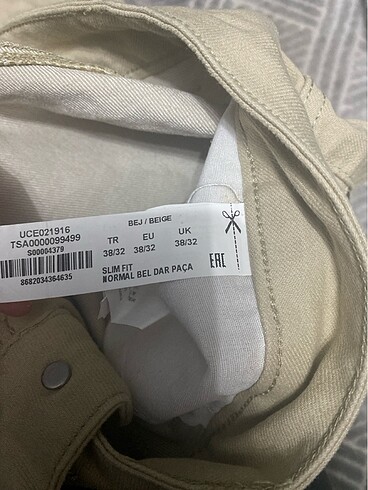 UCE021916
TSA0000099499
S00004379
8682034364635
BEJ / BEIGE
TR EU UK
38/32 38/32 38/32
SLIM FIT
NORMAL BEL DAR PAÇA
EAC